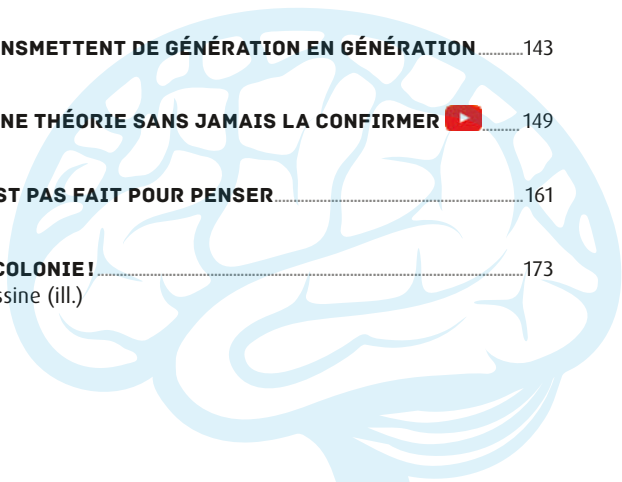 NSMETTENT DE GÉNÉRATION EN GÉNÉRATION 143
NE THÉORIE SANS JAMAIS LA CONFIRMER 149
ST PAS FAIT POUR PENSER 161
COLONIE! 173
ssine (ill.)